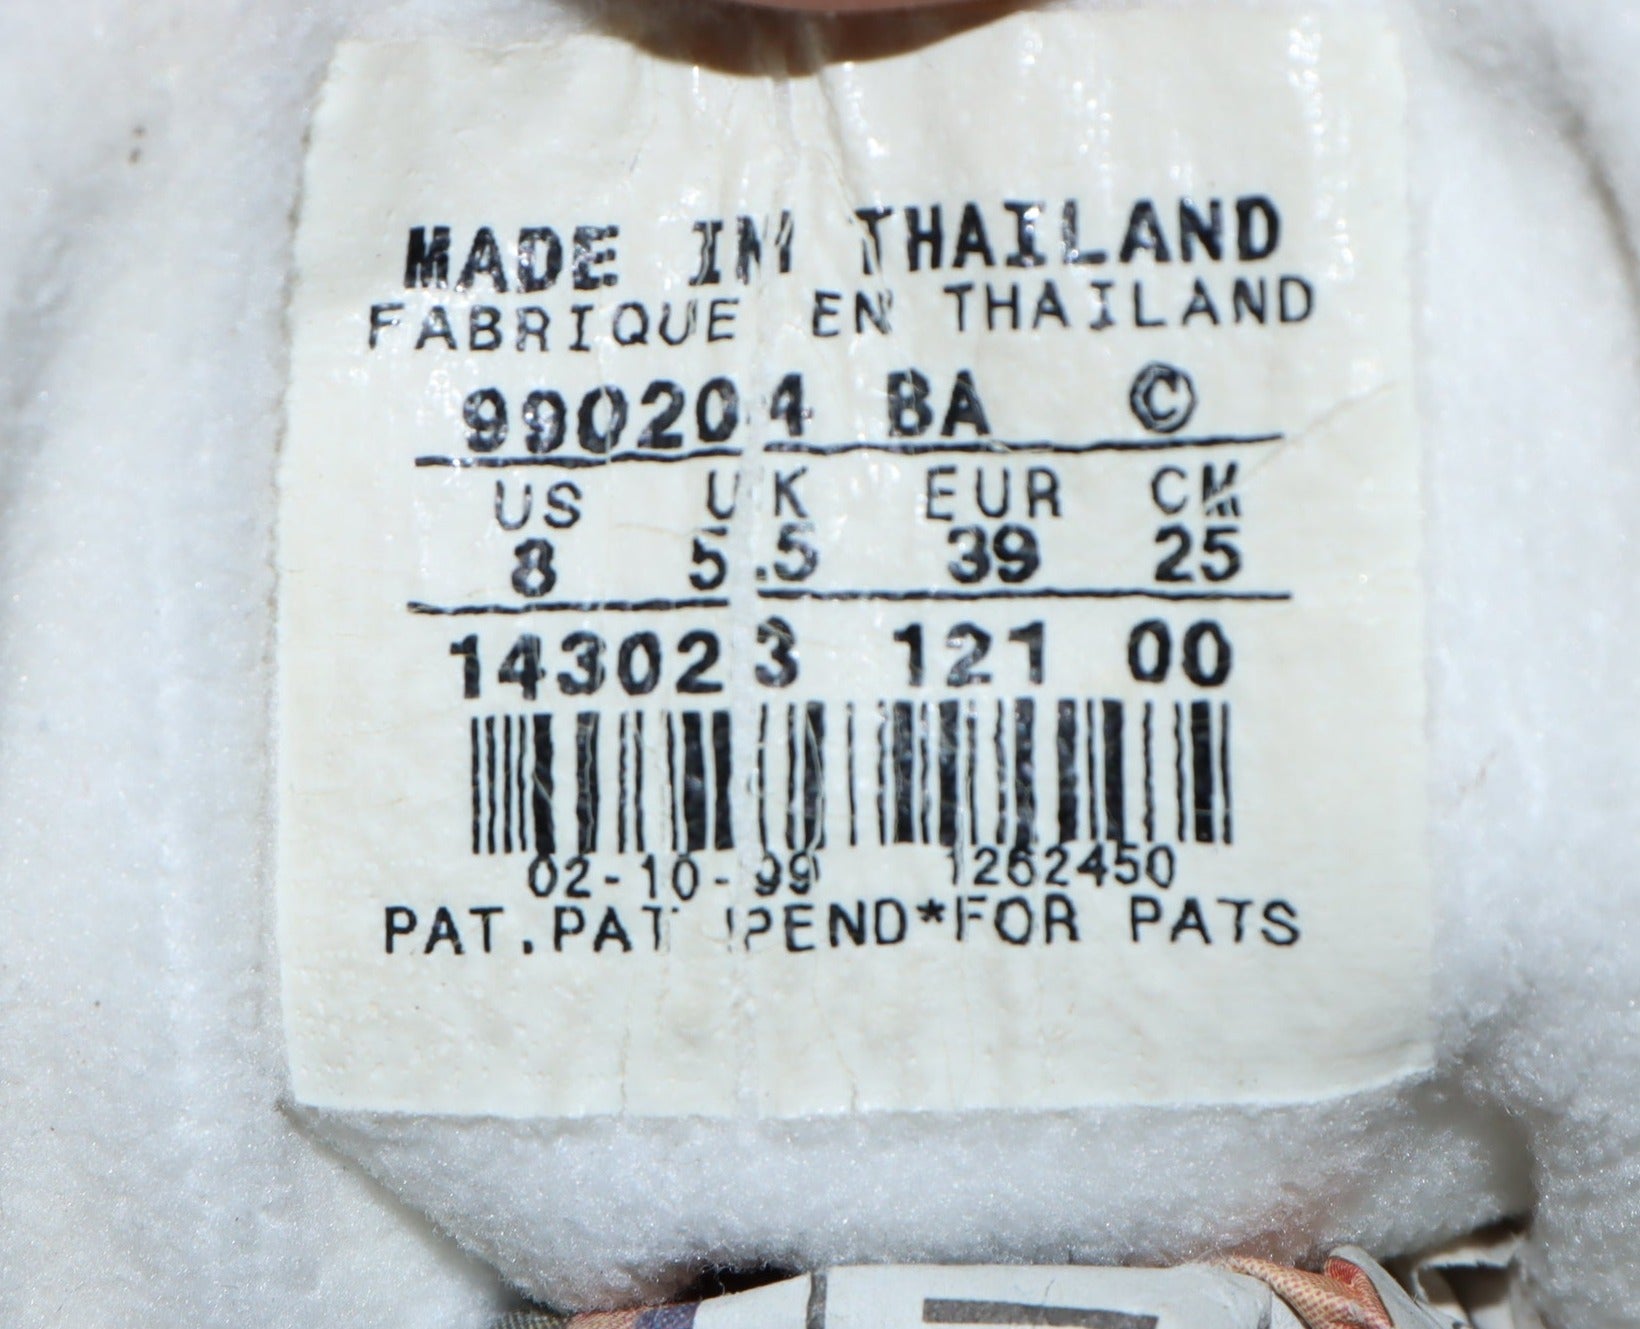 MADE IN THAILAND
FABRIQUE EN THAILAND
990204 BA ©
US UK EUR CM
8 5.5 39 25
143023 121 00
02-10-99 1262450
PAT.PAT PEND*FOR PATS